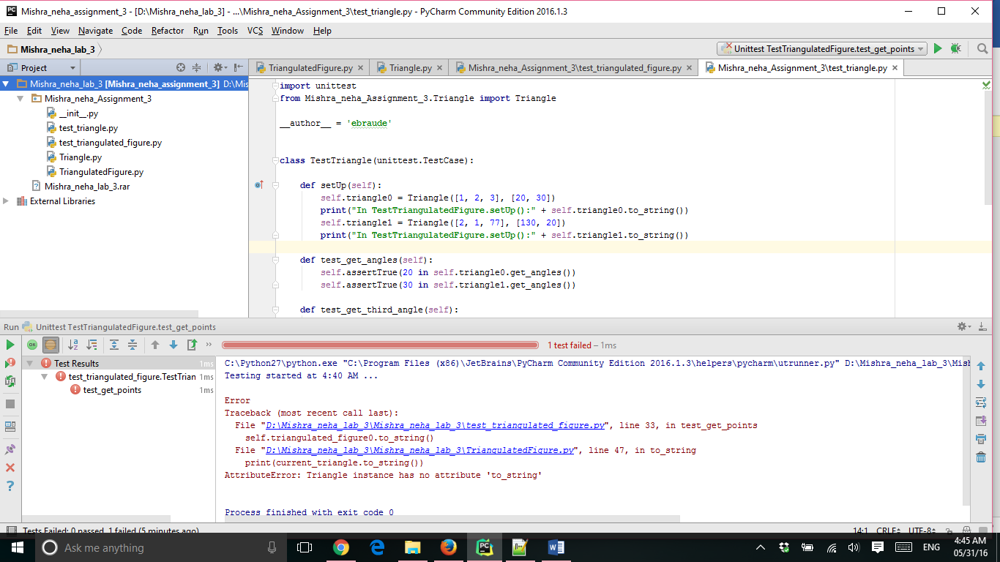 Mishra_neha_assignment_3 - [D:\Mishra_neha_lab_3] - ...\Mishra_neha_Assignment_3\test_triangle.py - PyCharm Community Edition 2016.1.3
File Edit View Navigate Code Refactor Run Tools VCS Window Help
Mishra_neha_lab_3
Unittest TestTriangulatedFigure.test_get_points
Project
TriangulatedFigure.py
Triangle.py
Mishra_neha_Assignment_3\test_triangulated_figure.py
Mishra_neha_Assignment_3\test_triangle.py
Mishra_neha_lab_3 [Mishra_neha_assignment_3] D:\Mis
Mishra_neha_Assignment_3
__init__.py
test_triangle.py
test_triangulated_figure.py
Triangle.py
TriangulatedFigure.py
Mishra_neha_lab_3.rar
External Libraries
import unittest
from Mishra_neha_Assignment_3.Triangle import Triangle
__author__ = 'ebraude'
class TestTriangle(unittest.TestCase):
def setUp(self):
self.triangle0 = Triangle([1, 2, 3], [20, 30])
print("In TestTriangulatedFigure.setUp():" + self.triangle0.to_string())
self.triangle1 = Triangle([2, 1, 77], [130, 20])
print("In TestTriangulatedFigure.setUp():" + self.triangle1.to_string())
def test_get_angles(self):
self.assertTrue(20 in self.triangle0.get_angles())
self.assertTrue(30 in self.triangle1.get_angles())
def test_get_third_angle(self):
Run Unittest TestTriangulatedFigure.test_get_points
1 test failed – 1ms
Test Results 1ms
test_triangulated_figure.TestTrian 1ms
test_get_points 1ms
C:\Python27\python.exe "C:\Program Files (x86)\JetBrains\PyCharm Community Edition 2016.1.3\helpers\pycharm\utrunner.py" D:\Mishra_neha_lab_3\Mish
Testing started at 4:40 AM ...
Error
Traceback (most recent call last):
File "D:\Mishra_neha_lab_3\Mishra_neha_lab_3\test_triangulated_figure.py", line 33, in test_get_points
self.triangulated_figure0.to_string()
File "D:\Mishra_neha_lab_3\Mishra_neha_lab_3\TriangulatedFigure.py", line 47, in to_string
print(current_triangle.to_string())
AttributeError: Triangle instance has no attribute 'to_string'
Process finished with exit code 0
Tests Failed: 0 passed, 1 failed (5 minutes ago)
14:1 CRLF UTF-8
Ask me anything
ENG
4:45 AM
05/31/16